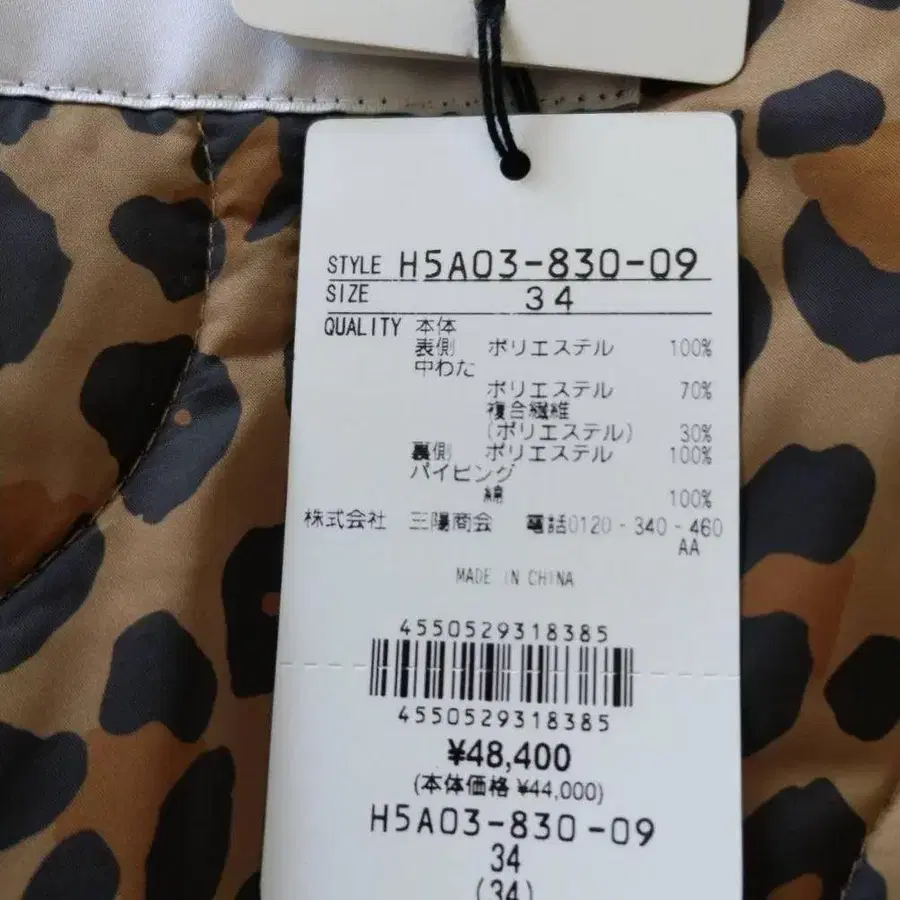 STYLE H5A03-830-09
SIZE 34
QUALITY 本体
表側 ポリエステル 100%
中わた
ポリエステル 70%
複合繊維
(ポリエステル) 30%
裏側 ポリエステル 100%
パイピング
綿 100%
株式会社 三陽商会 電話0120-340-460
AA
MADE IN CHINA
4550529318385
4550529318385
¥48,400
(本体価格 ¥44,000)
H5A03-830-09
34
(34)